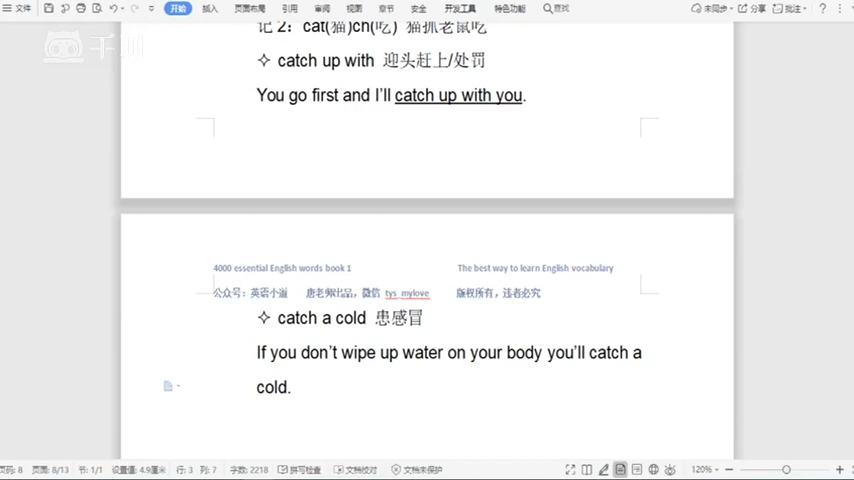 文件 开始 插入 页面布局 引用 审阅 视图 章节 安全 开发工具 特色功能 查找 未同步 分享 批注
千聊
记 2：cat(猫)ch(吃) 猫抓老鼠吃
✧ catch up with 迎头赶上/处罚
You go first and I'll catch up with you.
4000 essential English words book 1 The best way to learn English vocabulary
公众号：英语小道 唐老师出品，微信 tys_mylove 版权所有，违者必究
✧ catch a cold 患感冒
If you don't wipe up water on your body you'll catch a
cold.
页码: 8 页面: 8/13 节: 1/1 设置值: 4.9厘米 行: 3 列: 7 字数: 2218 拼写检查 文档校对 文档未保护 120%